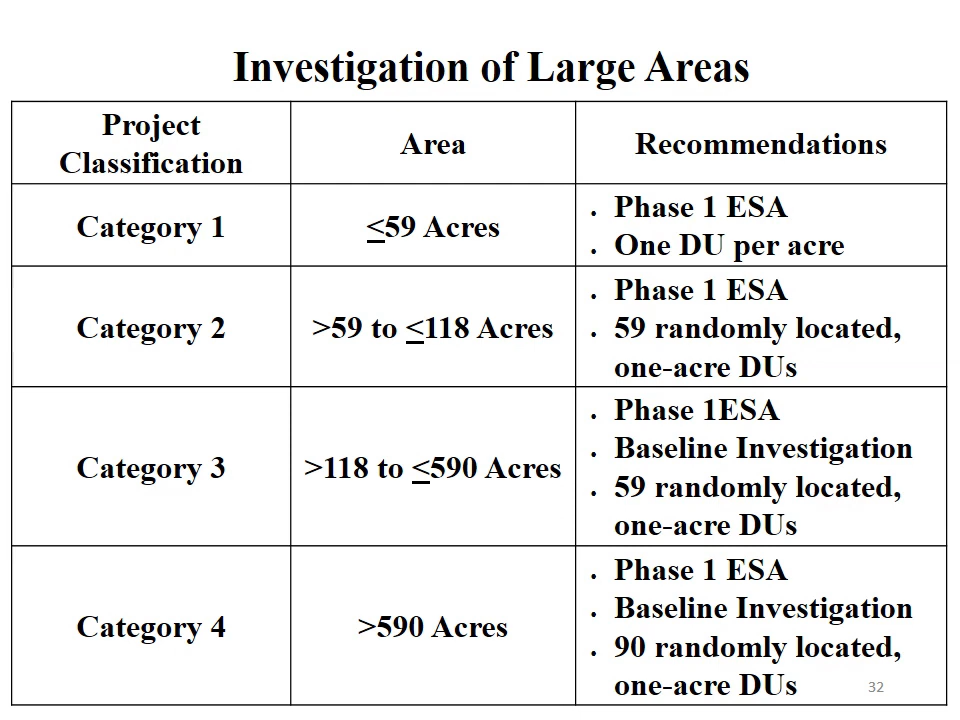 Investigation of Large Areas
Project
Classification
Area
Recommendations
Category 1
≤59 Acres
• Phase 1 ESA
• One DU per acre
Category 2
>59 to ≤118 Acres
• Phase 1 ESA
• 59 randomly located,
one-acre DUs
Category 3
>118 to ≤590 Acres
• Phase 1ESA
• Baseline Investigation
• 59 randomly located,
one-acre DUs
Category 4
>590 Acres
• Phase 1 ESA
• Baseline Investigation
• 90 randomly located,
one-acre DUs
32